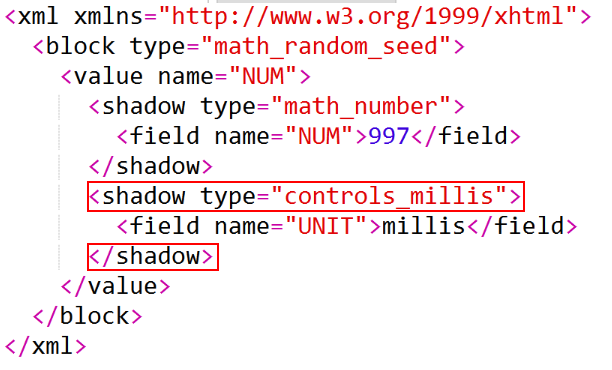 <xml xmlns="http://www.w3.org/1999/xhtml">
<block type="math_random_seed">
<value name="NUM">
<shadow type="math_number">
<field name="NUM">997</field>
</shadow>
<shadow type="controls_millis">
<field name="UNIT">millis</field>
</shadow>
</value>
</block>
</xml>